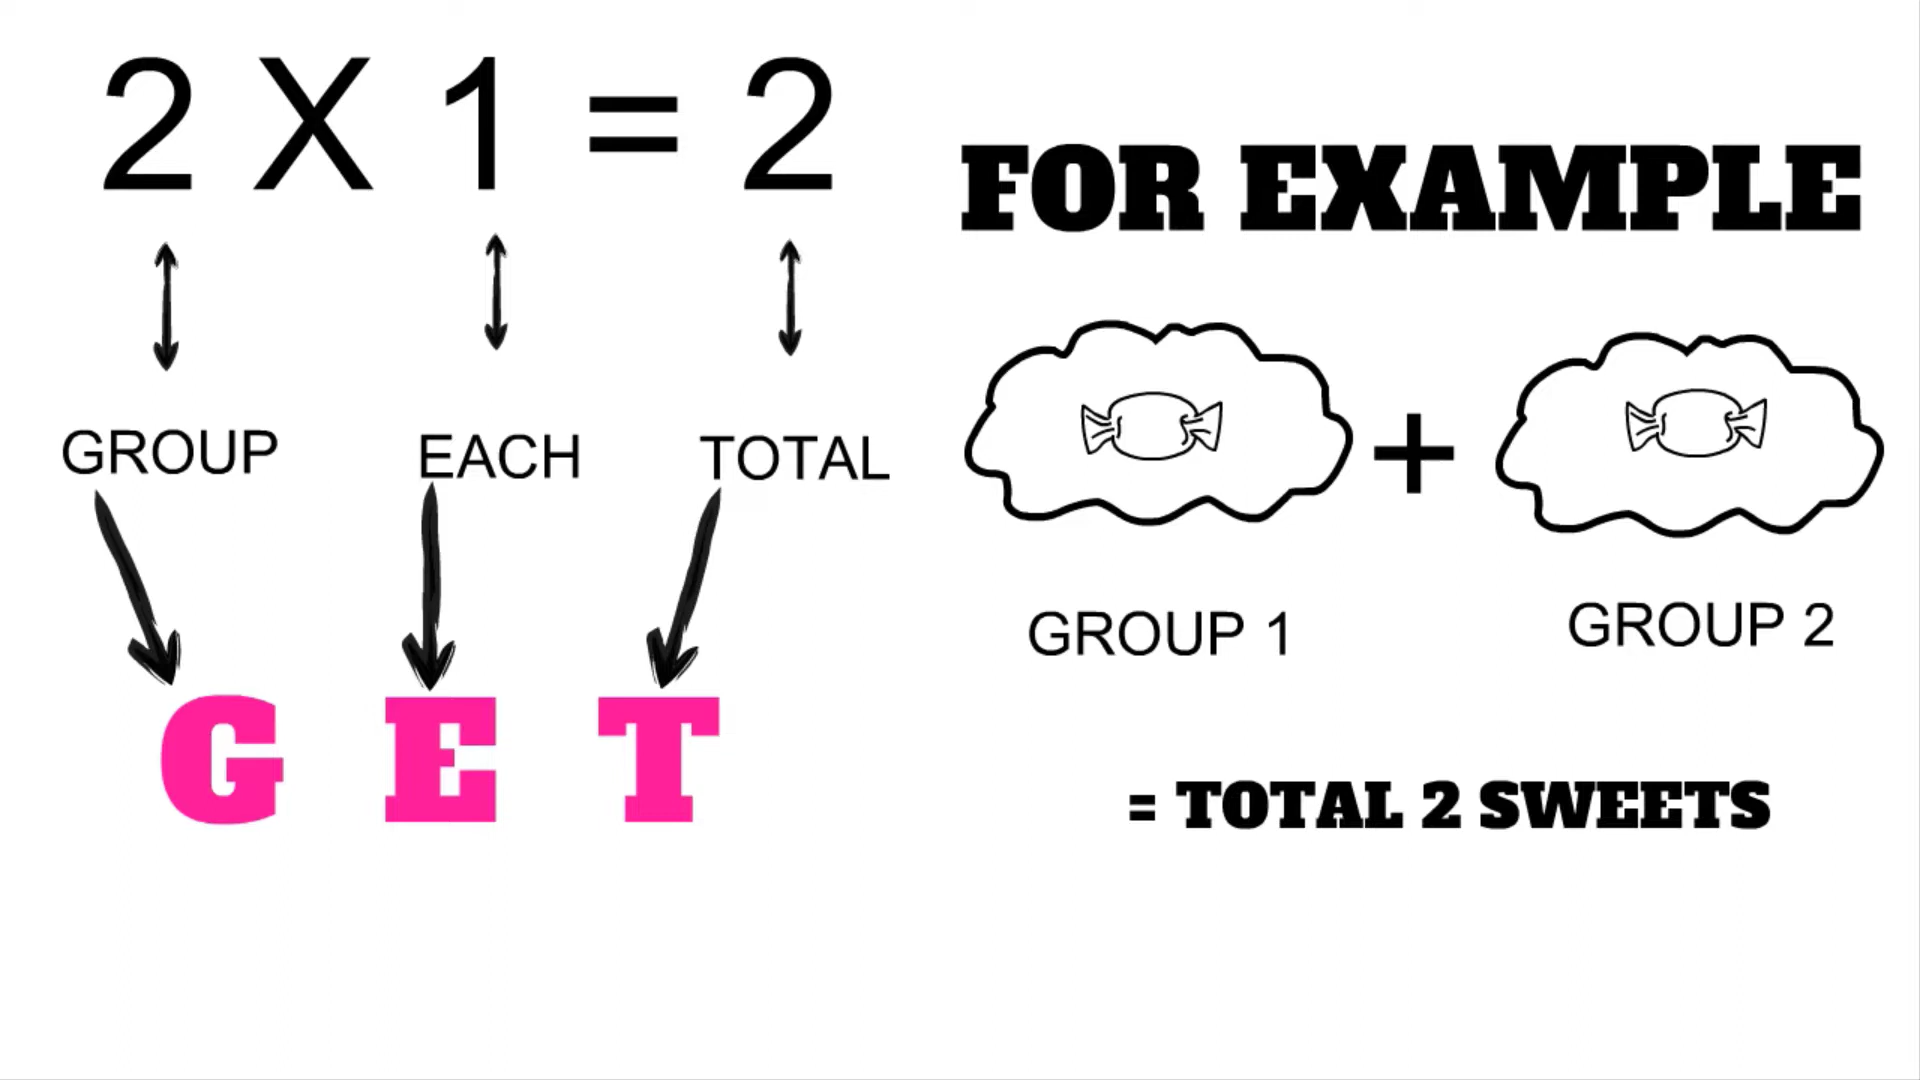 2 X 1 = 2
GROUP EACH TOTAL
G E T
FOR EXAMPLE
+
GROUP 1 GROUP 2
= TOTAL 2 SWEETS